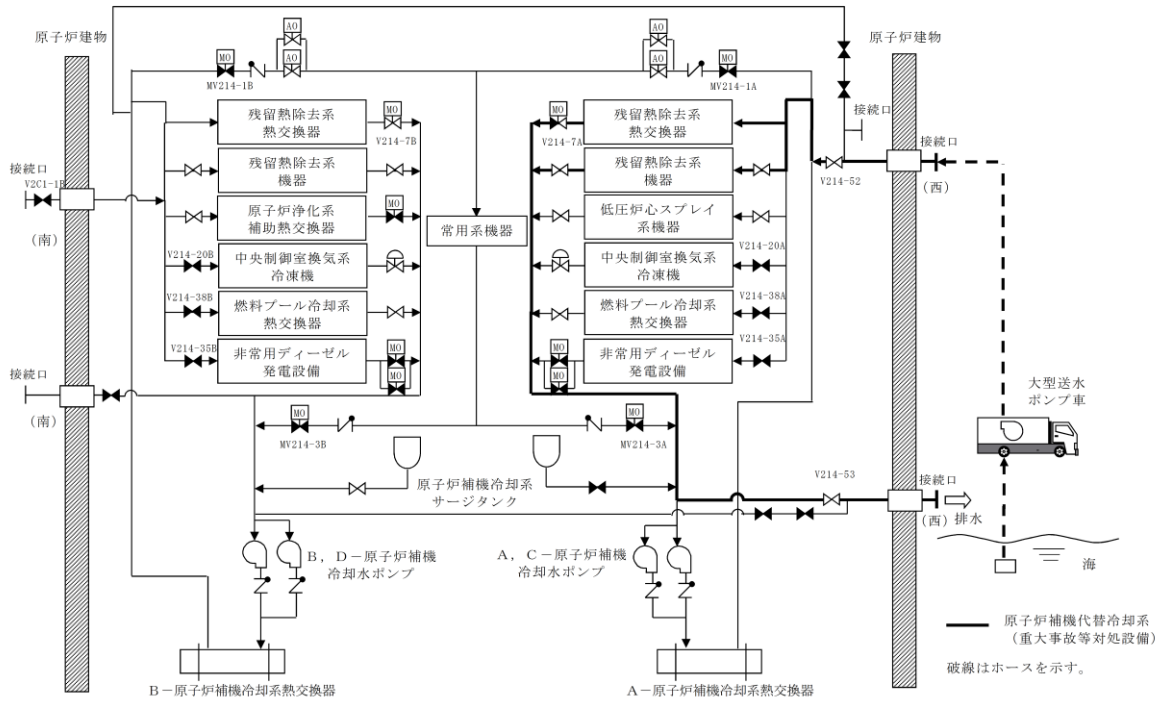 原子炉建物
原子炉建物
AO
AO
AO
AO
MO
MO
MV214-1B
MV214-1A
接続口
残留熱除去系
熱交換器
MO
V214-7B
残留熱除去系
機器
原子炉浄化系
補助熱交換器
MO
V214-20B
中央制御室換気系
冷凍機
V214-38B
燃料プール冷却系
熱交換器
V214-35B
非常用ディーゼル
発電設備
MO
MO
常用系機器
MO
V214-7A
残留熱除去系
熱交換器
残留熱除去系
機器
低圧炉心スプレイ
系機器
V214-20A
中央制御室換気系
冷凍機
V214-38A
燃料プール冷却系
熱交換器
V214-35A
非常用ディーゼル
発電設備
MO
MO
接続口
V2C1-1B
(南)
接続口
(南)
V214-52
接続口
(西)
大型送水
ポンプ車
MO
MV214-3B
MO
MV214-3A
原子炉補機冷却系
サージタンク
V214-53
接続口
(西)
排水
海
B,D-原子炉補機
冷却水ポンプ
A,C-原子炉補機
冷却水ポンプ
B-原子炉補機冷却系熱交換器
A-原子炉補機冷却系熱交換器
原子炉補機代替冷却系
(重大事故等対処設備)
破線はホースを示す。